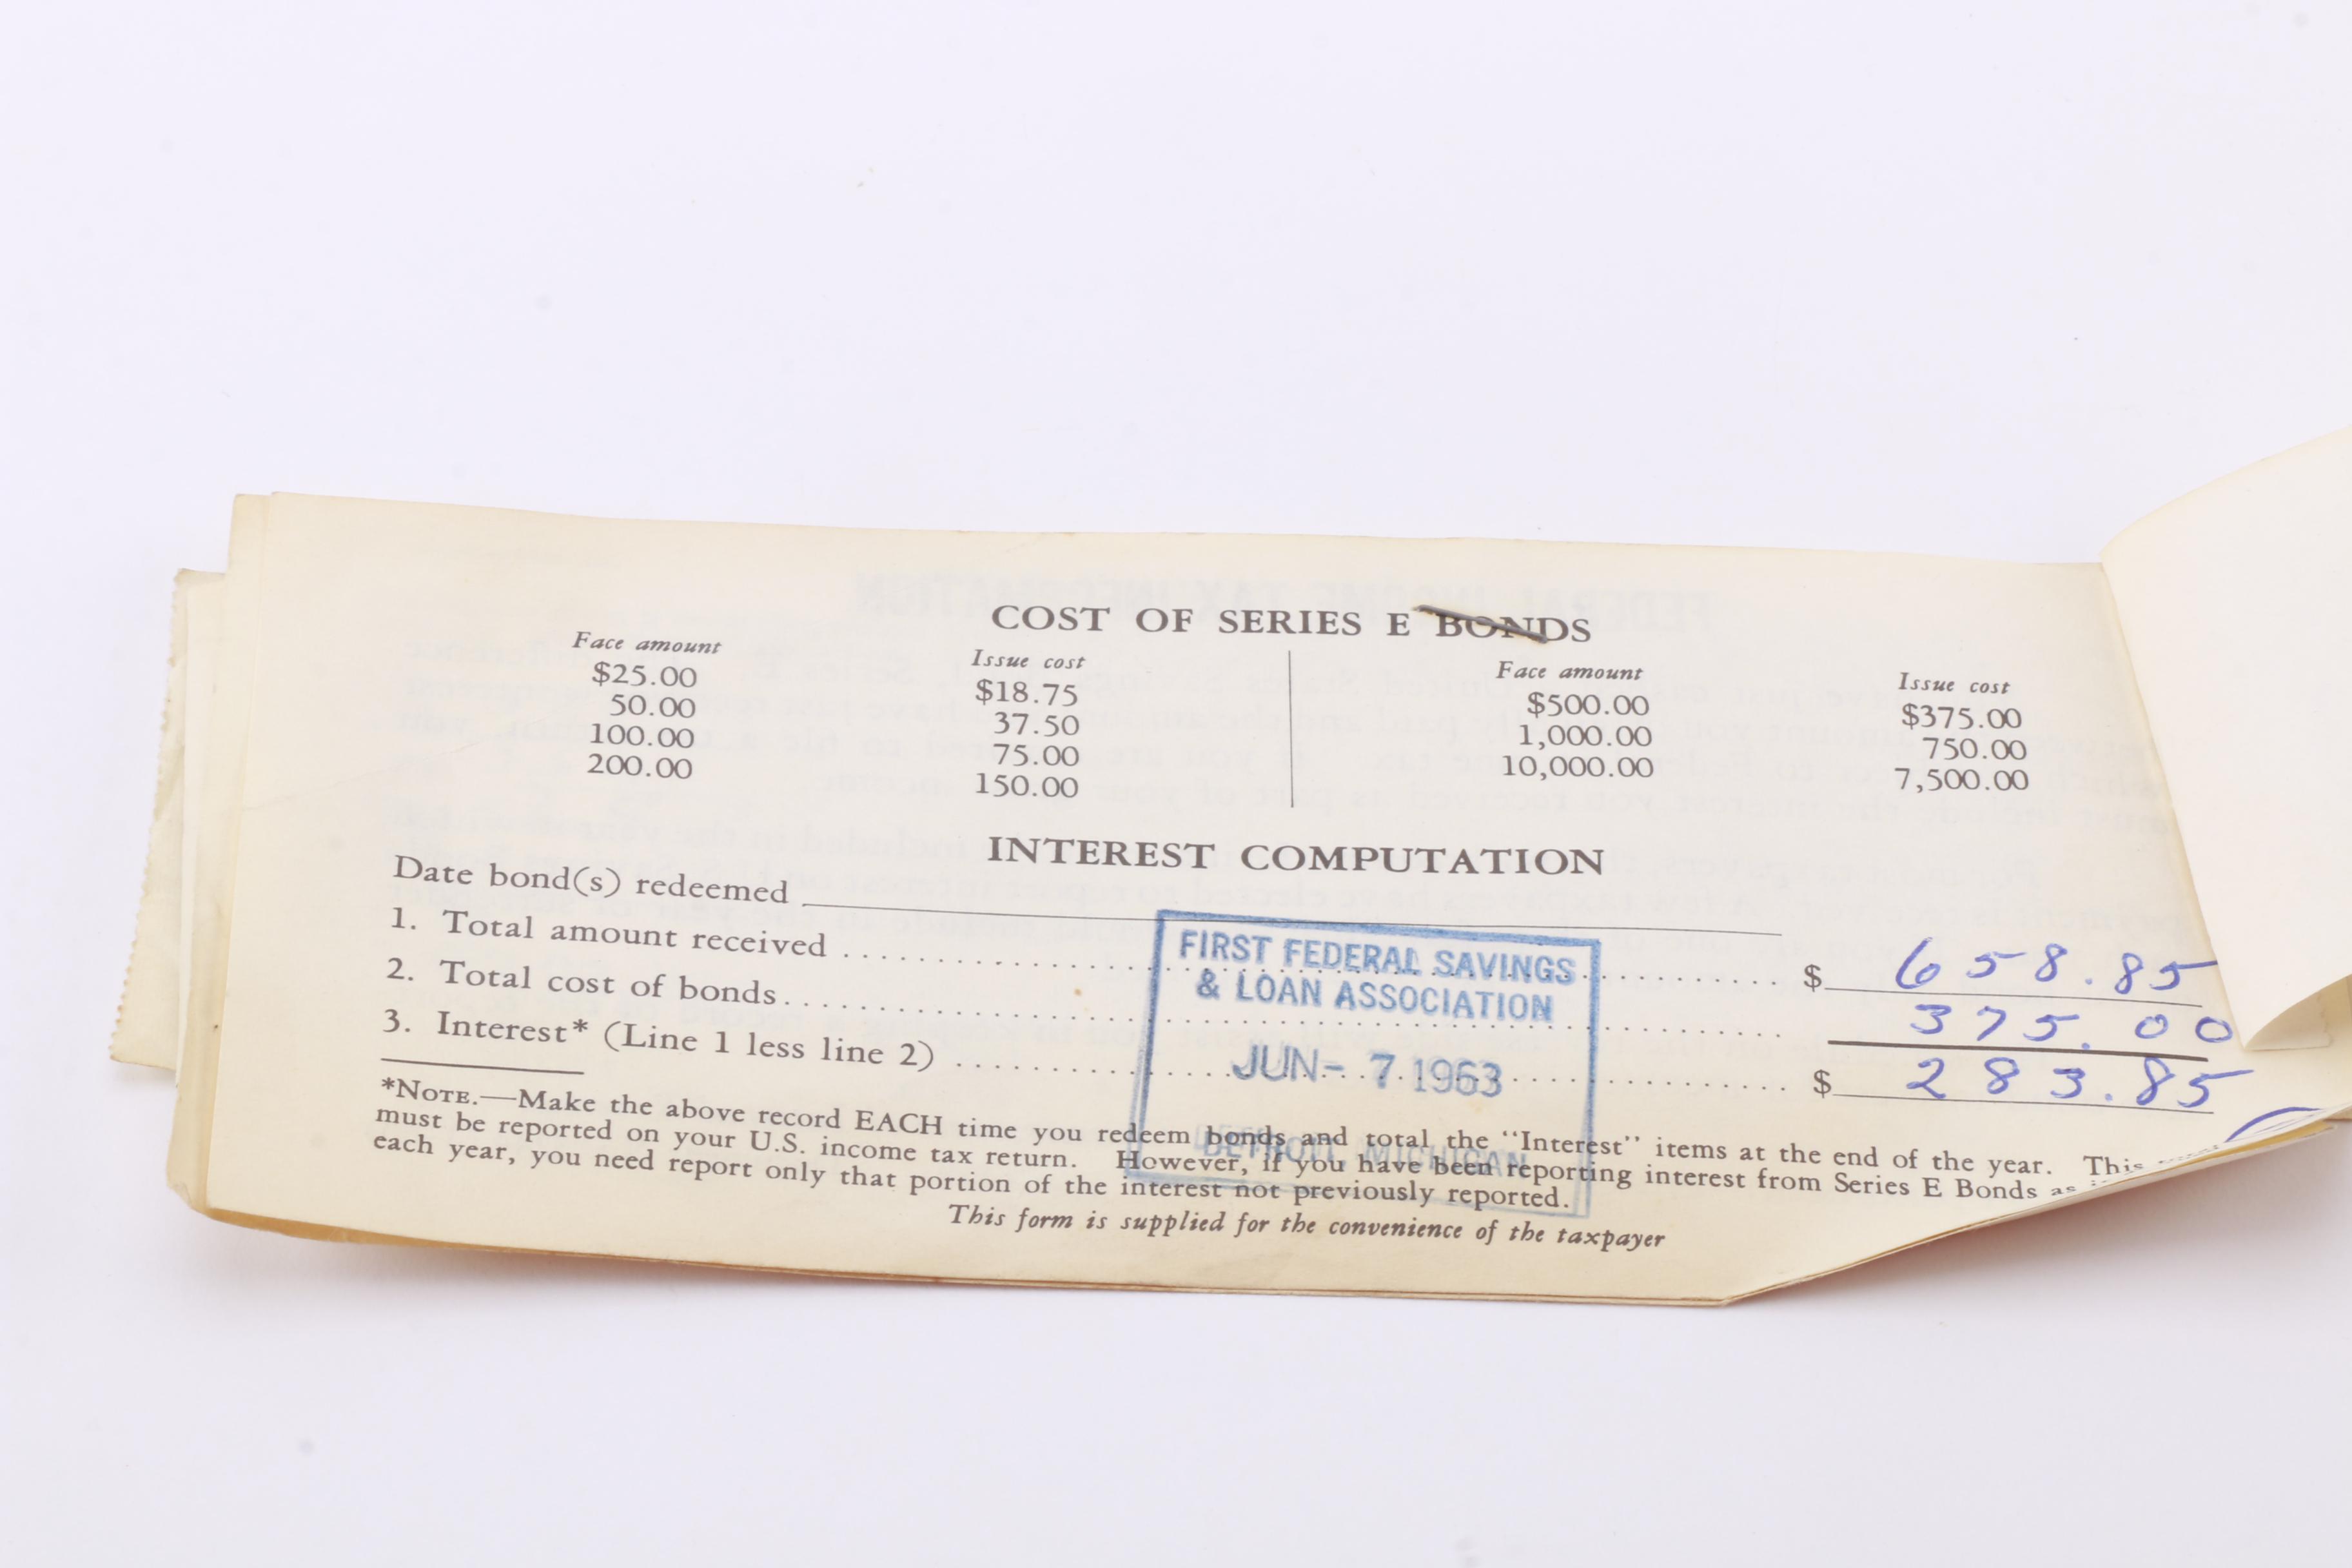 COST OF SERIES E BONDS
Face amount Issue cost Face amount Issue cost
$25.00 $18.75 $500.00 $375.00
50.00 37.50 1,000.00 750.00
100.00 75.00 10,000.00 7,500.00
200.00 150.00
INTEREST COMPUTATION
Date bond(s) redeemed
1. Total amount received $ 658.85
2. Total cost of bonds 375.00
3. Interest* (Line 1 less line 2) $ 283.85
FIRST FEDERAL SAVINGS
& LOAN ASSOCIATION
JUN - 7 1963
DETROIT, MICHIGAN
*NOTE.—Make the above record EACH time you redeem bonds and total the "Interest" items at the end of the year. This
must be reported on your U.S. income tax return. However, if you have been reporting interest from Series E Bonds as
each year, you need report only that portion of the interest not previously reported.
This form is supplied for the convenience of the taxpayer